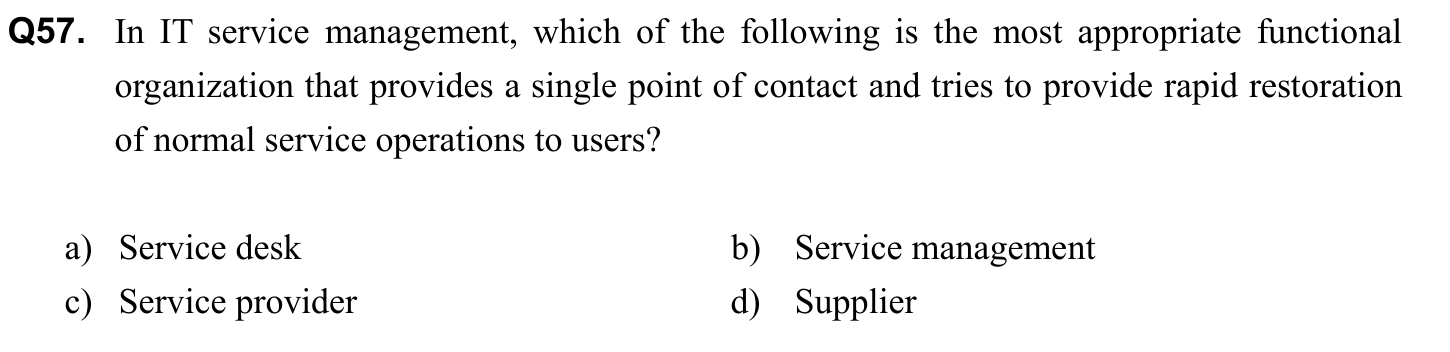 Q57. In IT service management, which of the following is the most appropriate functional
organization that provides a single point of contact and tries to provide rapid restoration
of normal service operations to users?
a) Service desk b) Service management
c) Service provider d) Supplier